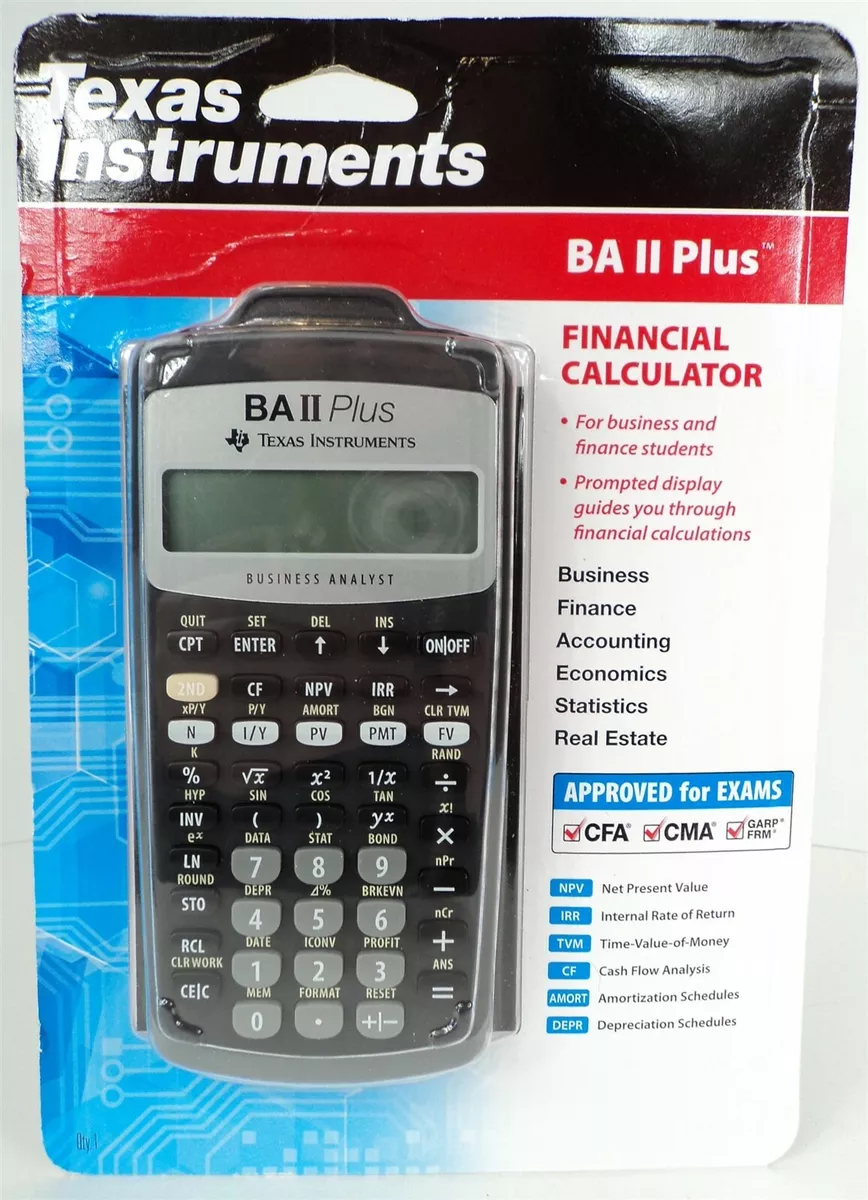 Texas
Instruments
BA II Plus™
FINANCIAL
CALCULATOR
• For business and
finance students
• Prompted display
guides you through
financial calculations
Business
Finance
Accounting
Economics
Statistics
Real Estate
APPROVED for EXAMS
CFA® CMA® GARP®
FRM®
NPV Net Present Value
IRR Internal Rate of Return
TVM Time-Value-of-Money
CF Cash Flow Analysis
AMORT Amortization Schedules
DEPR Depreciation Schedules
BA II Plus
TEXAS INSTRUMENTS
BUSINESS ANALYST
QUIT SET DEL INS
CPT ENTER ↑ ↓ ON|OFF
2ND CF NPV IRR →
xP/Y P/Y AMORT BGN CLR TVM
N I/Y PV PMT FV
K RAND
% √x x² 1/x ÷
HYP SIN COS TAN x!
INV ( ) yx ×
eˣ DATA STAT BOND nPr
LN 7 8 9 −
ROUND DEPR ⊿% BRKEVN nCr
STO 4 5 6 +
DATE ICONV PROFIT ANS
RCL 1 2 3 =
CLR WORK MEM FORMAT RESET
CE|C 0 . +|−
Qty. 1